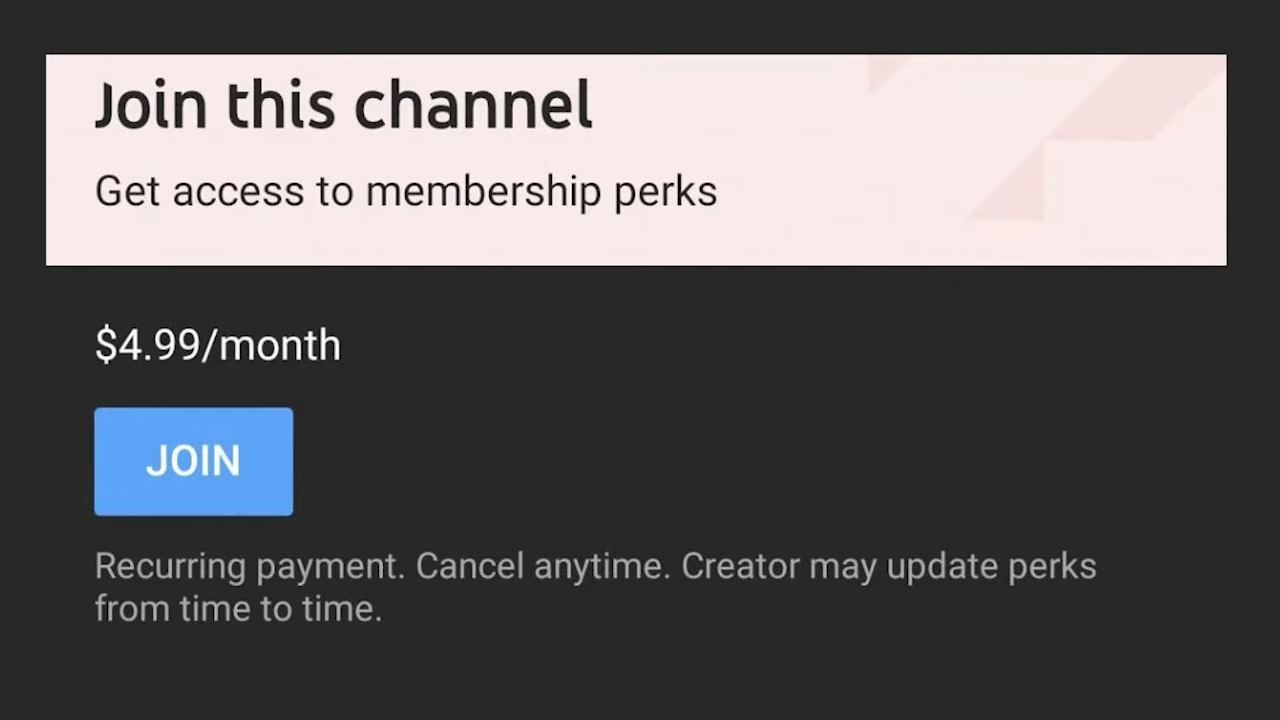 Join this channel
Get access to membership perks
$4.99/month
JOIN
Recurring payment. Cancel anytime. Creator may update perks
from time to time.